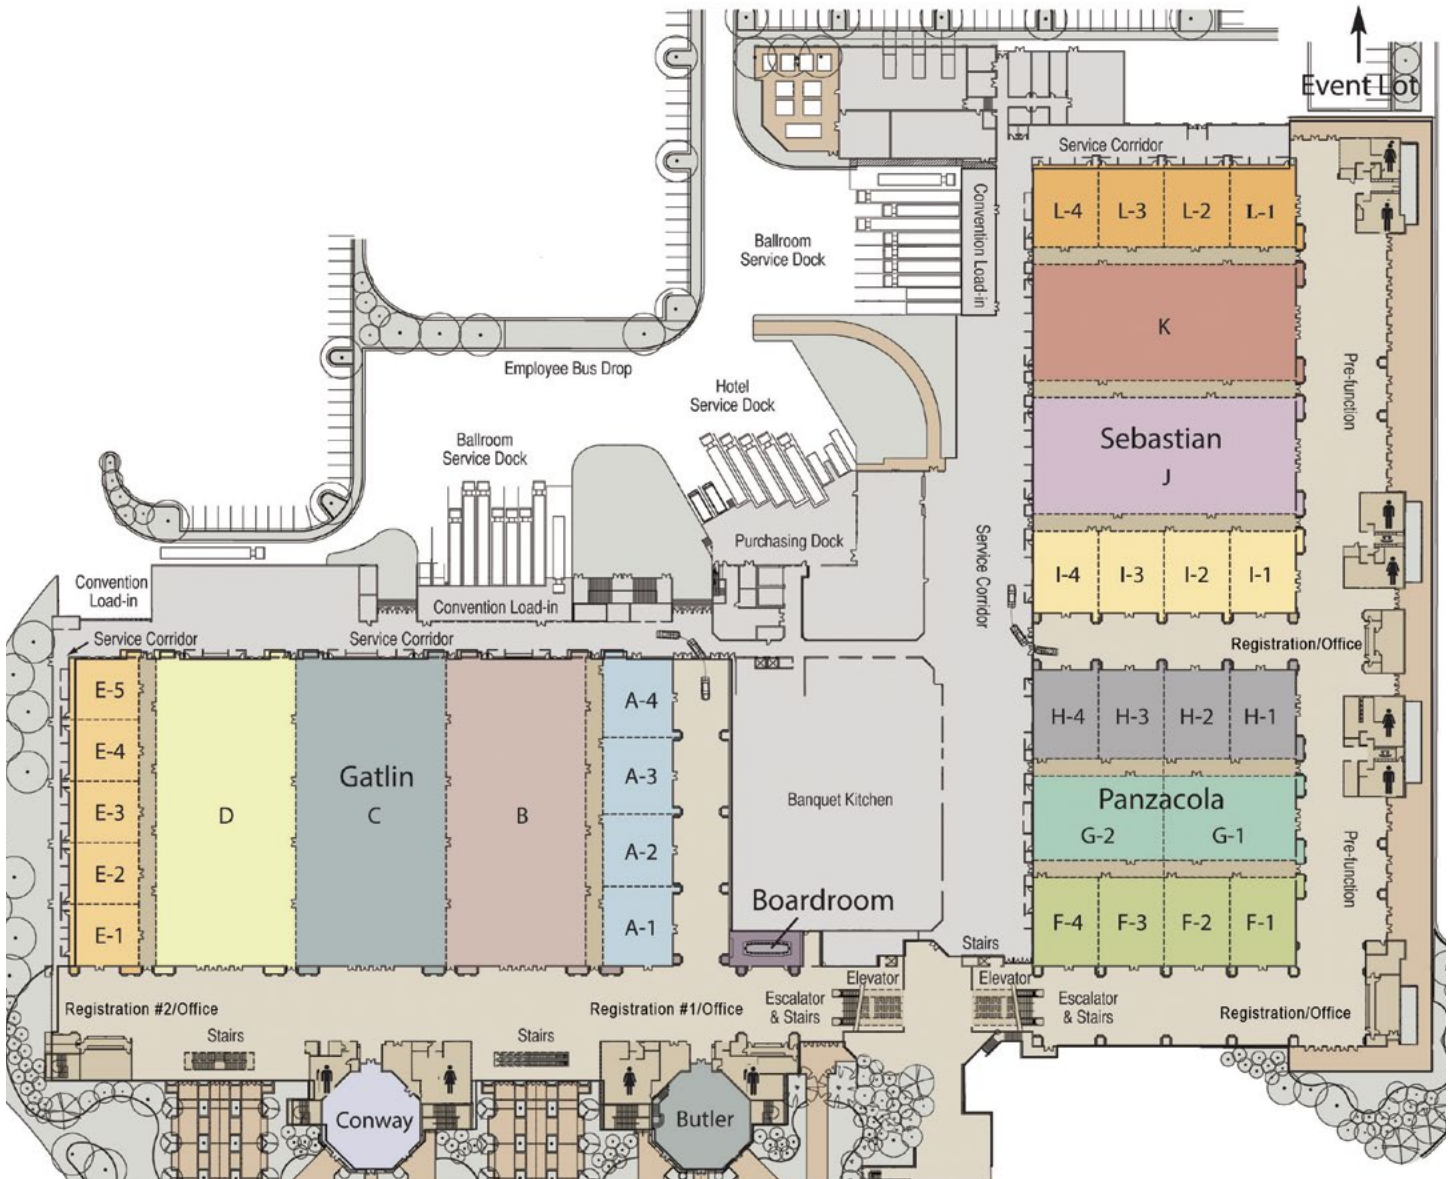 Event Lot
Service Corridor
L-4
L-3
L-2
L-1
Convention Load-in
Ballroom
Service Dock
K
Pre-function
Employee Bus Drop
Hotel
Service Dock
Ballroom
Service Dock
Sebastian
J
Purchasing Dock
Service Corridor
I-4
I-3
I-2
I-1
Convention
Load-in
Convention Load-in
Service Corridor
Service Corridor
Registration/Office
E-5
E-4
E-3
E-2
E-1
D
Gatlin
C
B
A-4
A-3
A-2
A-1
Banquet Kitchen
Boardroom
H-4
H-3
H-2
H-1
Panzacola
G-2
G-1
Pre-function
F-4
F-3
F-2
F-1
Stairs
Elevator
Elevator
Registration #2/Office
Registration #1/Office
Escalator
& Stairs
Escalator
& Stairs
Registration/Office
Stairs
Stairs
Conway
Butler